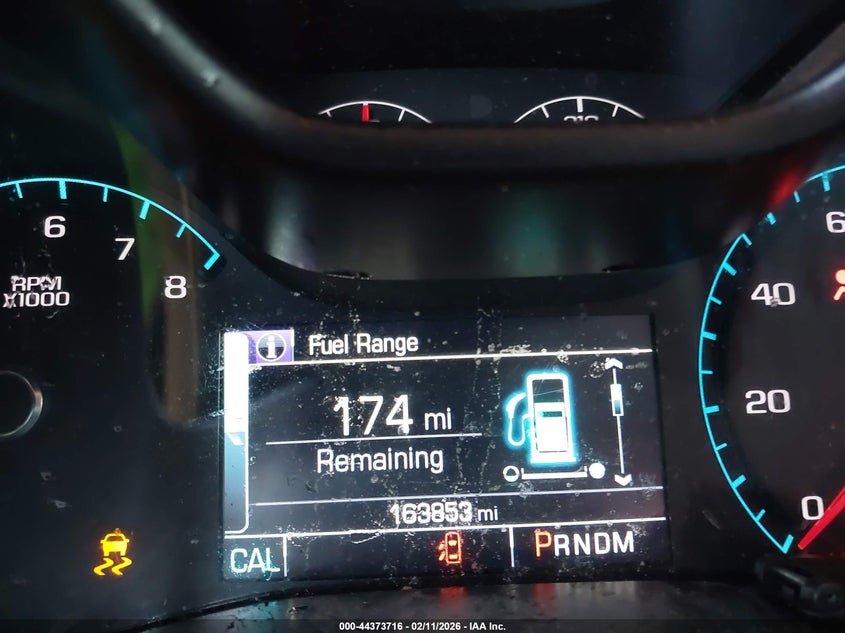 6
7
8
RPM
X1000
6
40
20
0
Fuel Range
174 mi
Remaining
163853 mi
CAL
PRNDM
000-44373716 - 02/11/2026 - IAA Inc.